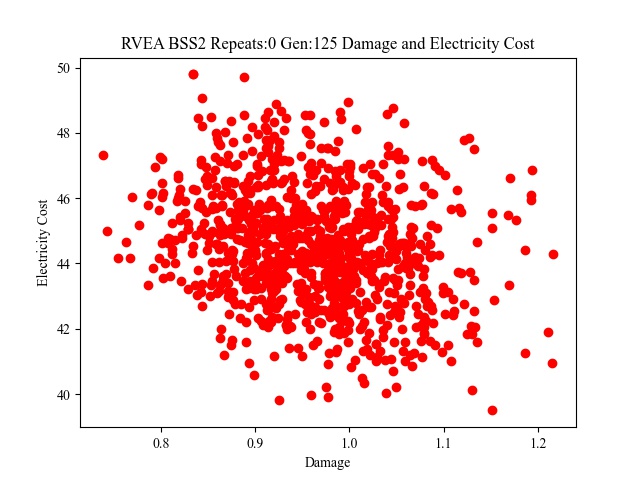 RVEA BSS2 Repeats:0 Gen:125 Damage and Electricity Cost
50
48
46
44
42
40
Electricity Cost
0.8 0.9 1.0 1.1 1.2
Damage